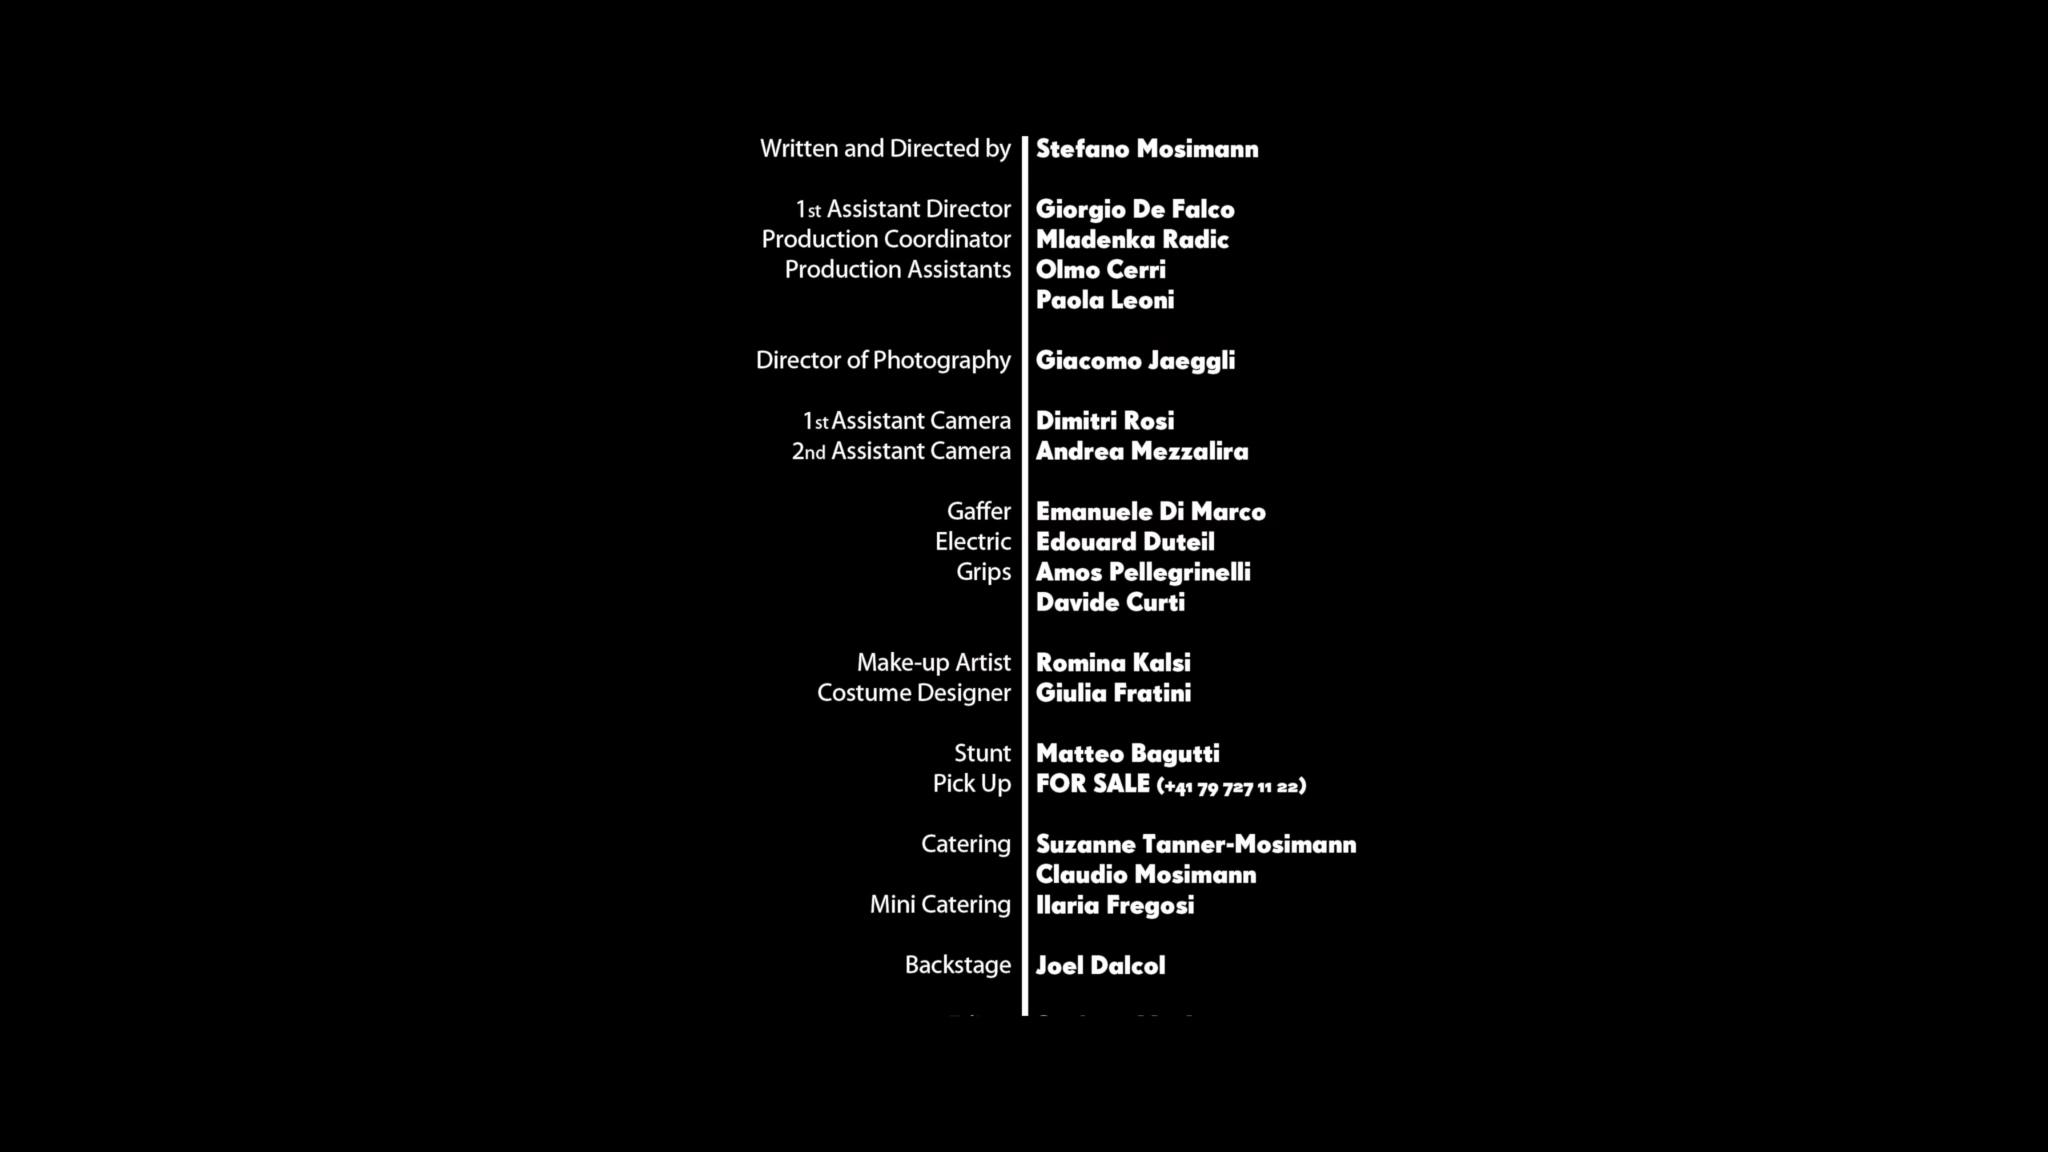 Written and Directed by Stefano Mosimann
1st Assistant Director Giorgio De Falco
Production Coordinator Mladenka Radic
Production Assistants Olmo Cerri
Paola Leoni
Director of Photography Giacomo Jaeggli
1st Assistant Camera Dimitri Rosi
2nd Assistant Camera Andrea Mezzalira
Gaffer Emanuele Di Marco
Electric Edouard Duteil
Grips Amos Pellegrinelli
Davide Curti
Make-up Artist Romina Kalsi
Costume Designer Giulia Fratini
Stunt Matteo Bagutti
Pick Up FOR SALE (+41 79 727 11 22)
Catering Suzanne Tanner-Mosimann
Claudio Mosimann
Mini Catering Ilaria Fregosi
Backstage Joel Dalcol